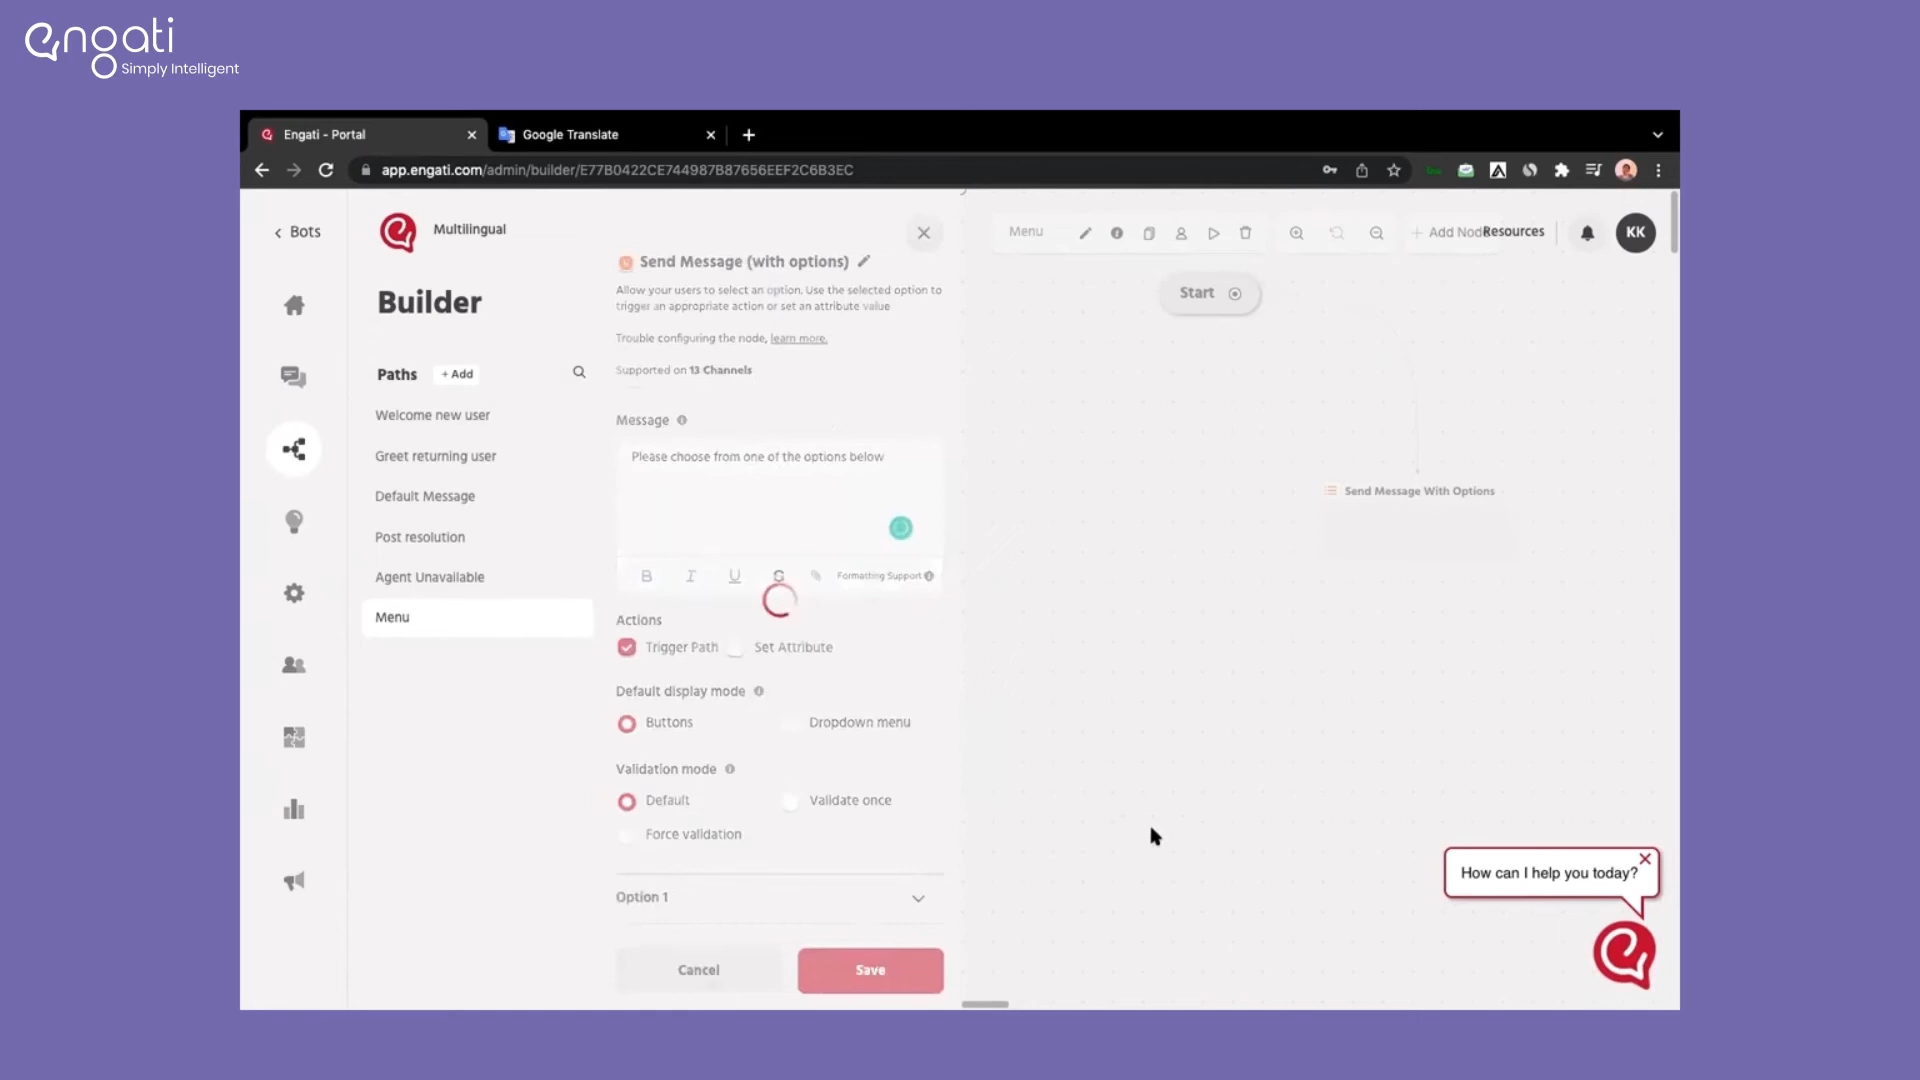 engati
Simply Intelligent
Engati - Portal
Google Translate
app.engati.com/admin/builder/E77B0422CE744987B87656EEF2C6B3EC
Bots
Multilingual
Builder
Paths
+ Add
Welcome new user
Greet returning user
Default Message
Post resolution
Agent Unavailable
Menu
Send Message (with options)
Allow your users to select an option. Use the selected option to
trigger an appropriate action or set an attribute value
Trouble configuring the node, learn more.
Supported on 13 Channels
Message
Please choose from one of the options below
B I U S Formatting Support
Actions
Trigger Path Set Attribute
Default display mode
Buttons Dropdown menu
Validation mode
Default Validate once
Force validation
Option 1
Cancel Save
Menu
+ Add Node
Resources
KK
Start
Send Message With Options
How can I help you today?